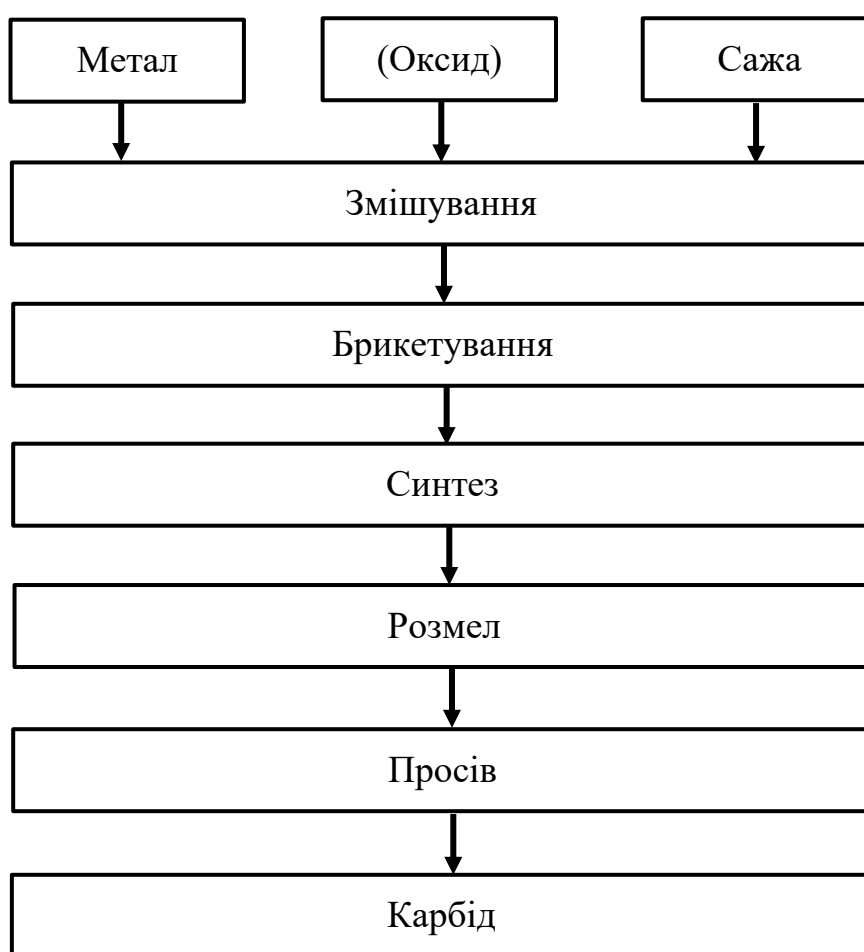 Метал
(Оксид)
Сажа
Змішування
Брикетування
Синтез
Розмел
Просів
Карбід